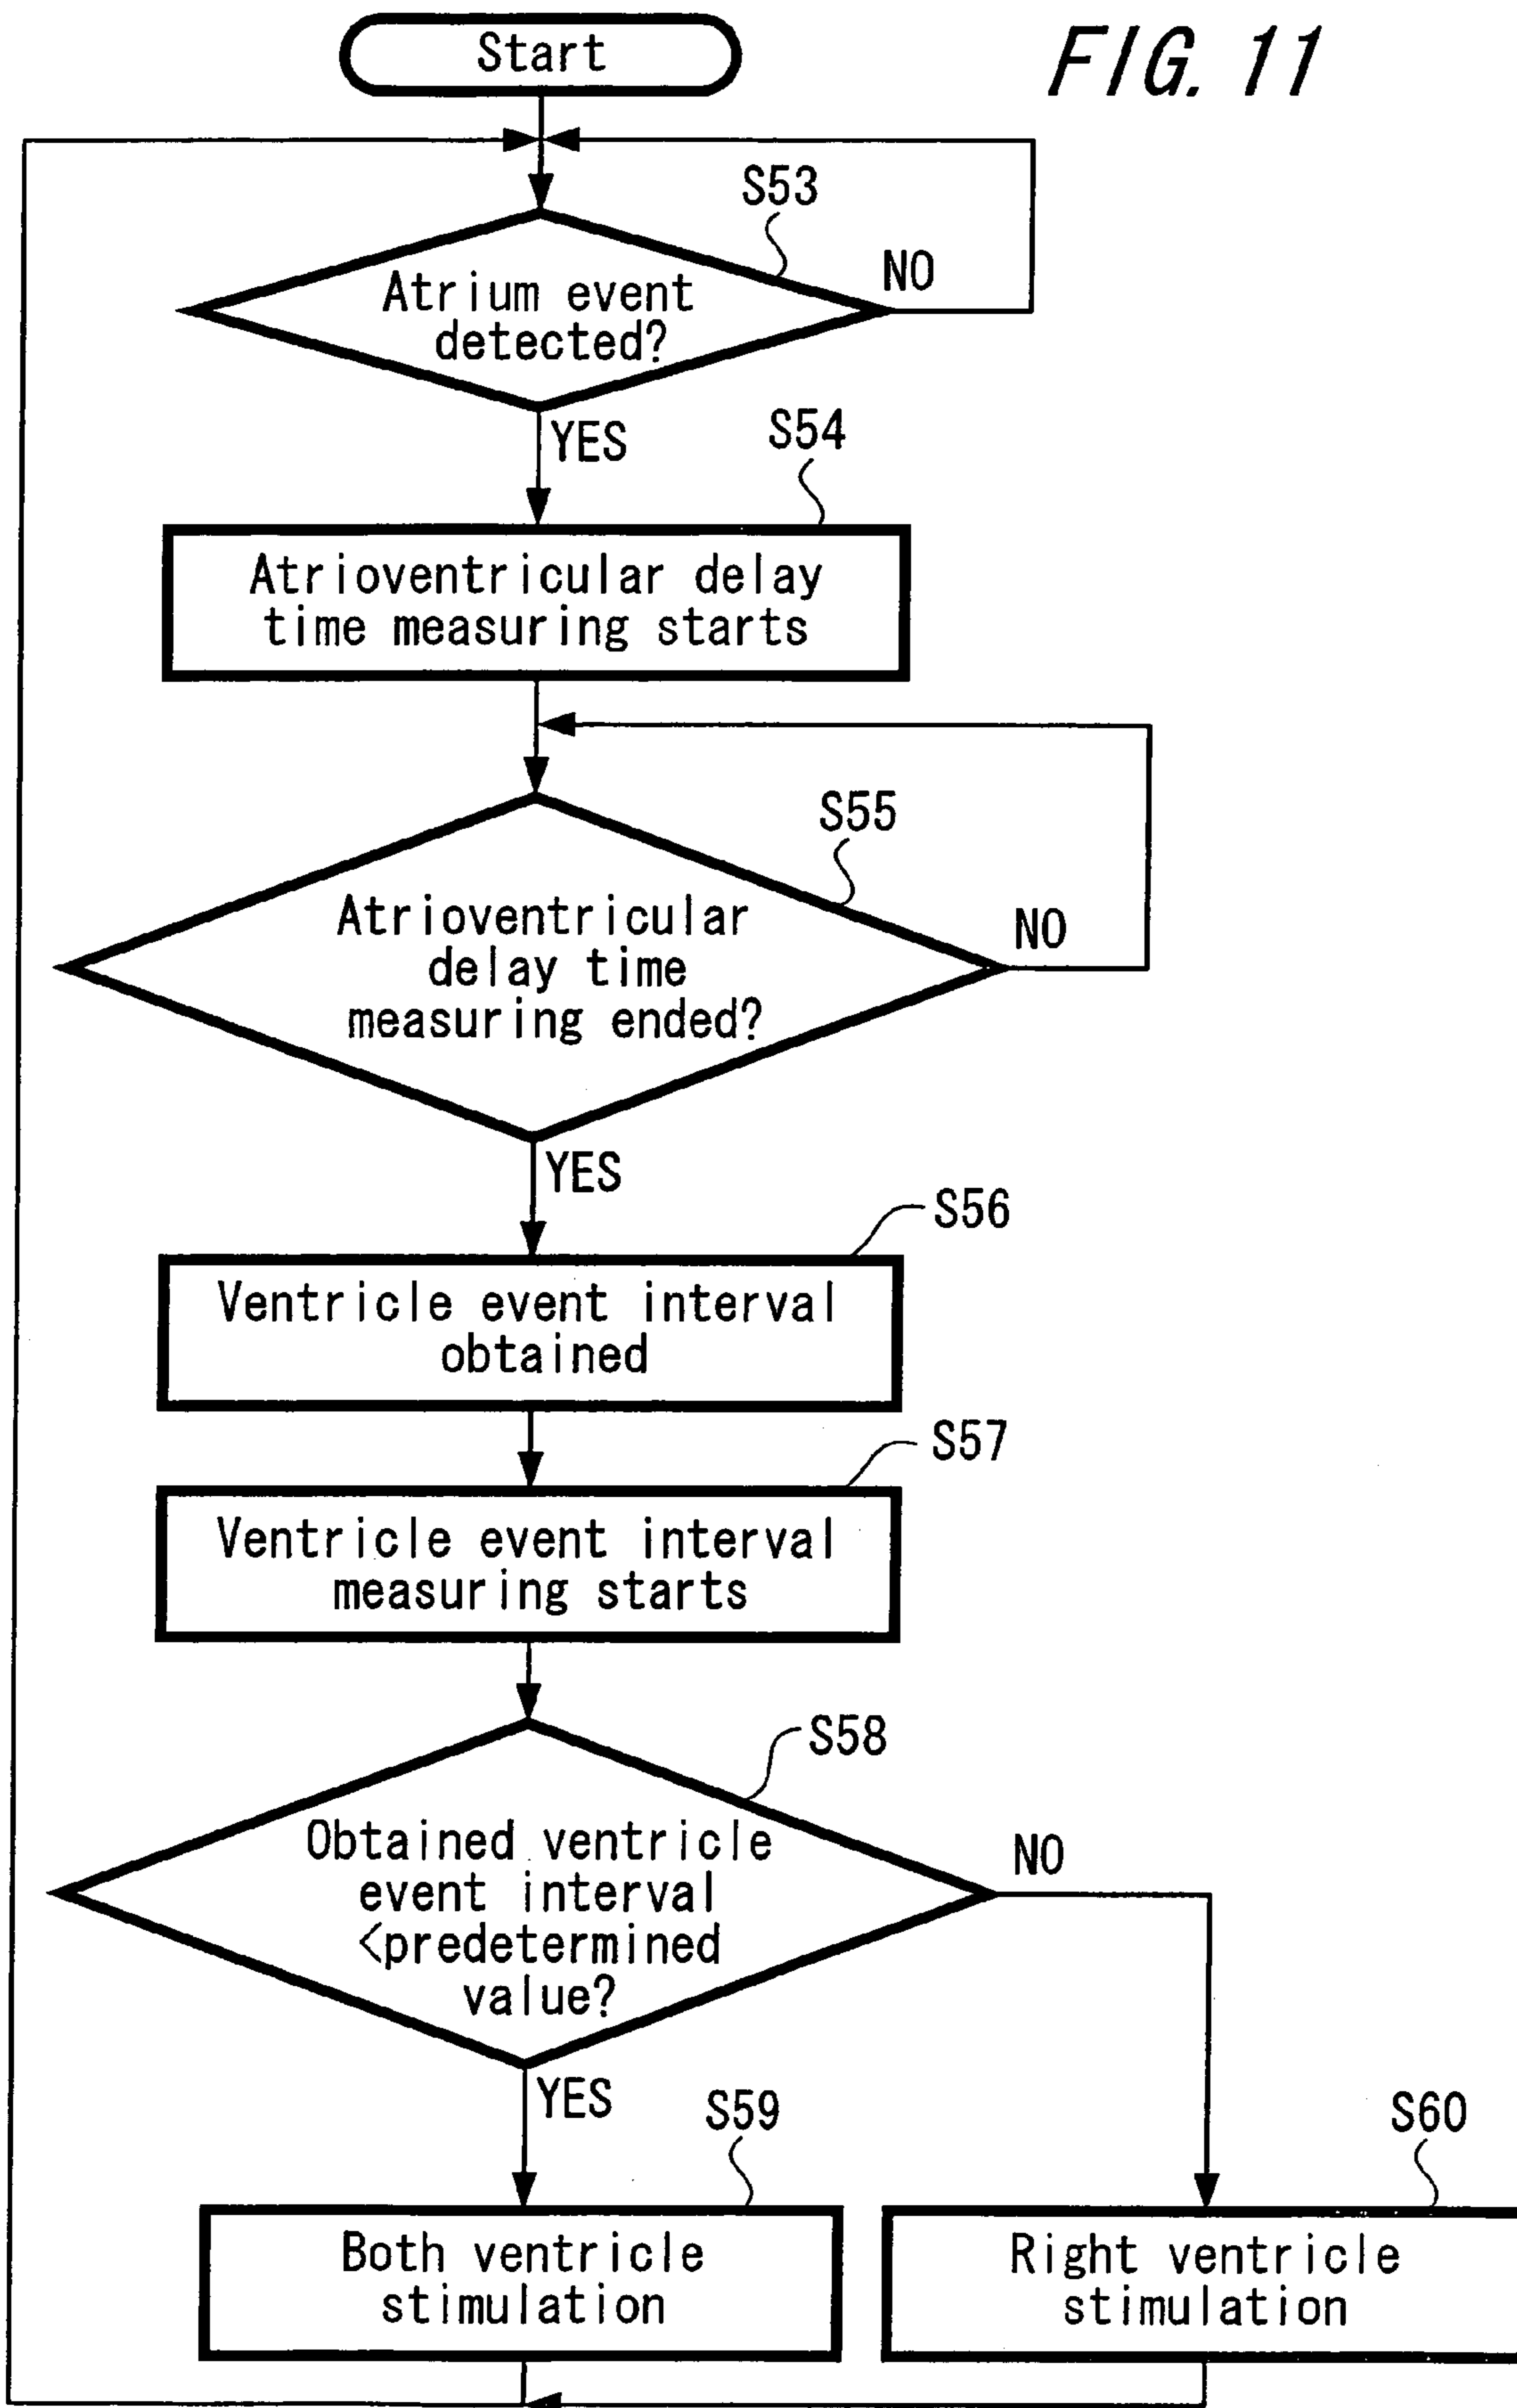 FIG. 11
Start
S53
Atrium event
detected?
NO
YES
S54
Atrioventricular delay
time measuring starts
S55
Atrioventricular
delay time
measuring ended?
NO
YES
S56
Ventricle event interval
obtained
S57
Ventricle event interval
measuring starts
S58
Obtained ventricle
event interval
<predetermined
value?
NO
YES
S59
Both ventricle
stimulation
S60
Right ventricle
stimulation